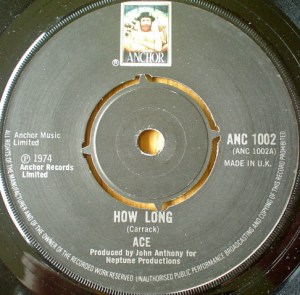 ANCHOR
®
ANC 1002
(ANC 1002A)
MADE IN U.K.
Anchor Music
Limited
℗ 1974
Anchor Records
Limited
HOW LONG
(Carrack)
ACE
Produced by John Anthony for
Neptune Productions
ALL RIGHTS OF THE MANUFACTURER AND OF THE OWNER OF THE RECORDED WORK RESERVED UNAUTHORISED PUBLIC PERFORMANCE BROADCASTING AND COPYING OF THIS RECORD PROHIBITED